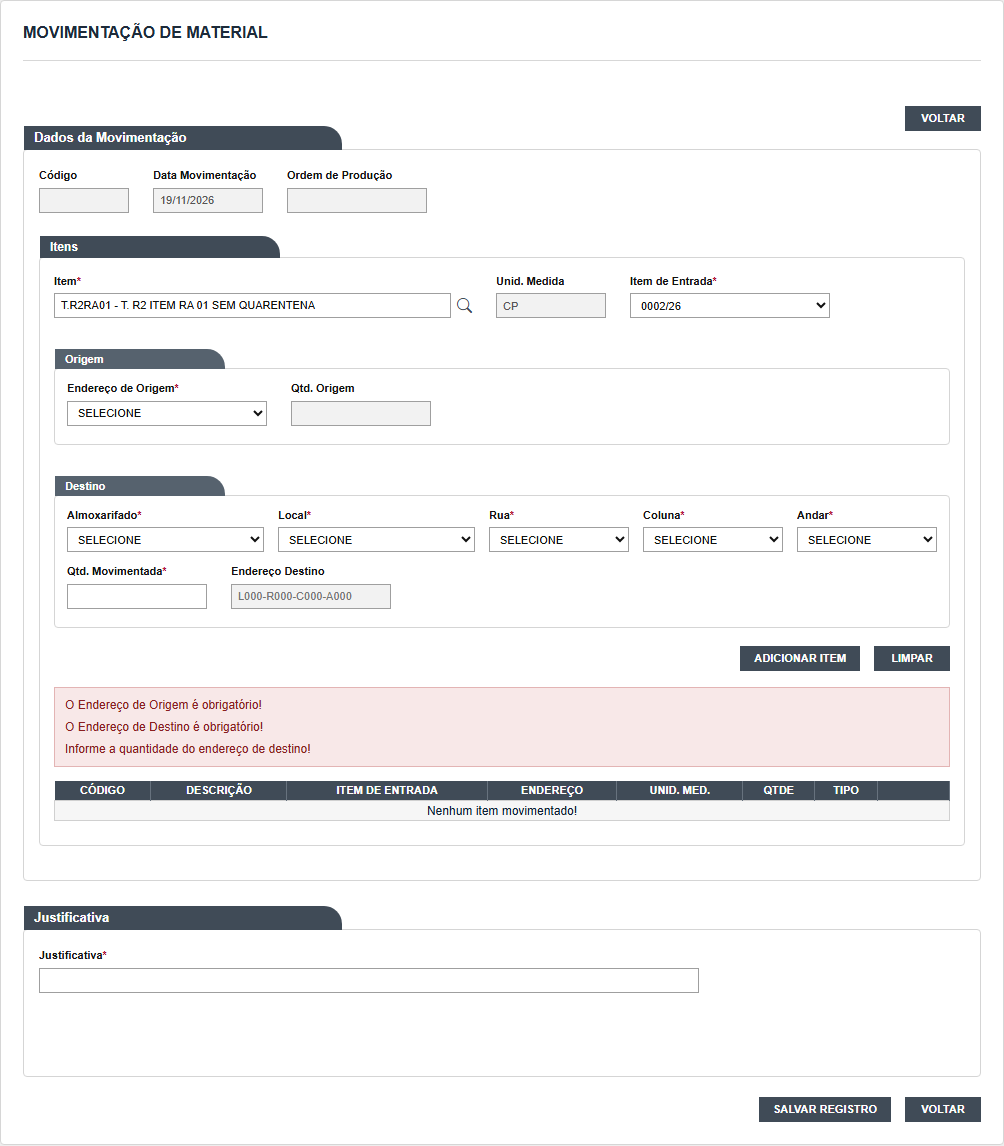 MOVIMENTAÇÃO DE MATERIAL
VOLTAR
Dados da Movimentação
Código Data Movimentação Ordem de Produção
19/11/2026
Itens
Item* Unid. Medida Item de Entrada*
T.R2RA01 - T. R2 ITEM RA 01 SEM QUARENTENA CP 0002/26
Origem
Endereço de Origem* Qtd. Origem
SELECIONE
Destino
Almoxarifado* Local* Rua* Coluna* Andar*
SELECIONE SELECIONE SELECIONE SELECIONE SELECIONE
Qtd. Movimentada* Endereço Destino
L000-R000-C000-A000
ADICIONAR ITEM LIMPAR
O Endereço de Origem é obrigatório!
O Endereço de Destino é obrigatório!
Informe a quantidade do endereço de destino!
CÓDIGO DESCRIÇÃO ITEM DE ENTRADA ENDEREÇO UNID. MED. QTDE TIPO
Nenhum item movimentado!
Justificativa
Justificativa*
SALVAR REGISTRO VOLTAR